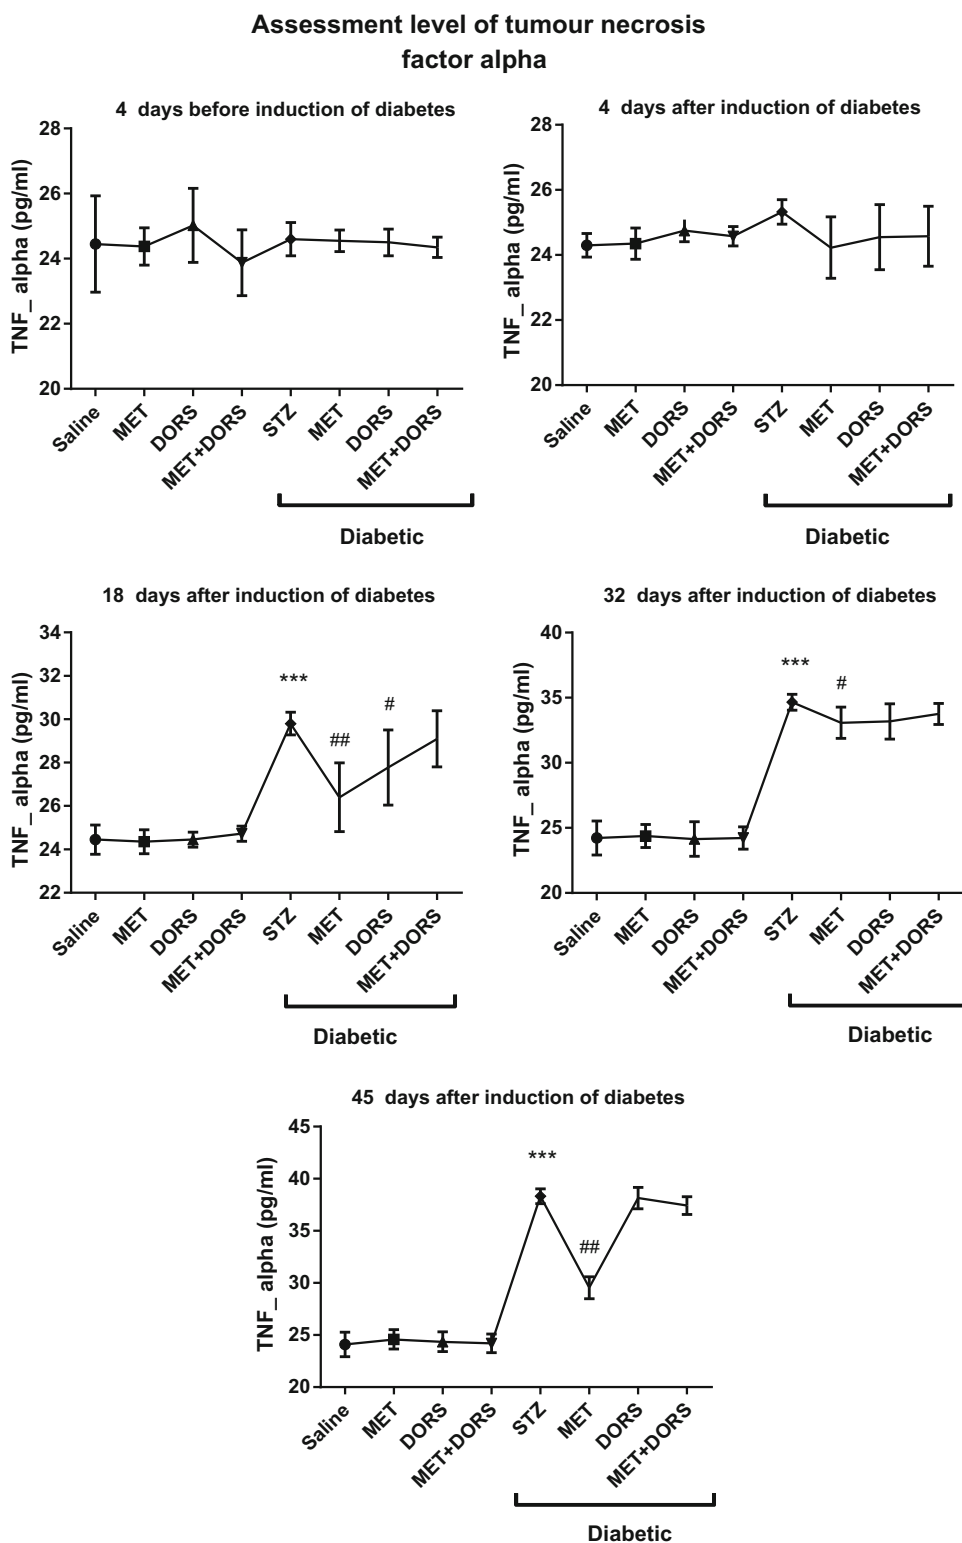 Assessment level of tumour necrosis
factor alpha
4 days before induction of diabetes
TNF_ alpha (pg/ml)
28
26
24
22
20
Saline
MET
DORS
MET+DORS
STZ
MET
DORS
MET+DORS
Diabetic
4 days after induction of diabetes
TNF_ alpha (pg/ml)
28
26
24
22
20
Saline
MET
DORS
MET+DORS
STZ
MET
DORS
MET+DORS
Diabetic
18 days after induction of diabetes
TNF_ alpha (pg/ml)
34
32
30
28
26
24
22
***
##
#
Saline
MET
DORS
MET+DORS
STZ
MET
DORS
MET+DORS
Diabetic
32 days after induction of diabetes
TNF_ alpha (pg/ml)
40
35
30
25
20
***
#
Saline
MET
DORS
MET+DORS
STZ
MET
DORS
MET+DORS
Diabetic
45 days after induction of diabetes
TNF_ alpha (pg/ml)
45
40
35
30
25
20
***
##
Saline
MET
DORS
MET+DORS
STZ
MET
DORS
MET+DORS
Diabetic